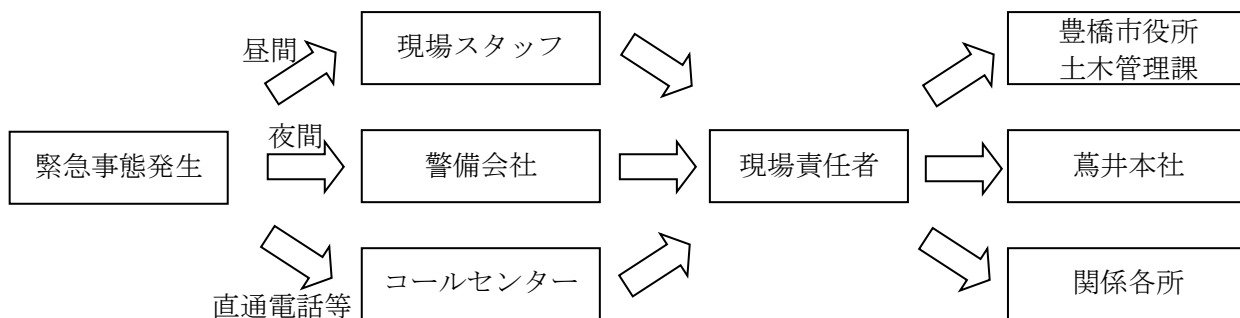 昼間
現場スタッフ
豊橋市役所
土木管理課
緊急事態発生
夜間
警備会社
現場責任者
蔦井本社
直通電話等
コールセンター
関係各所